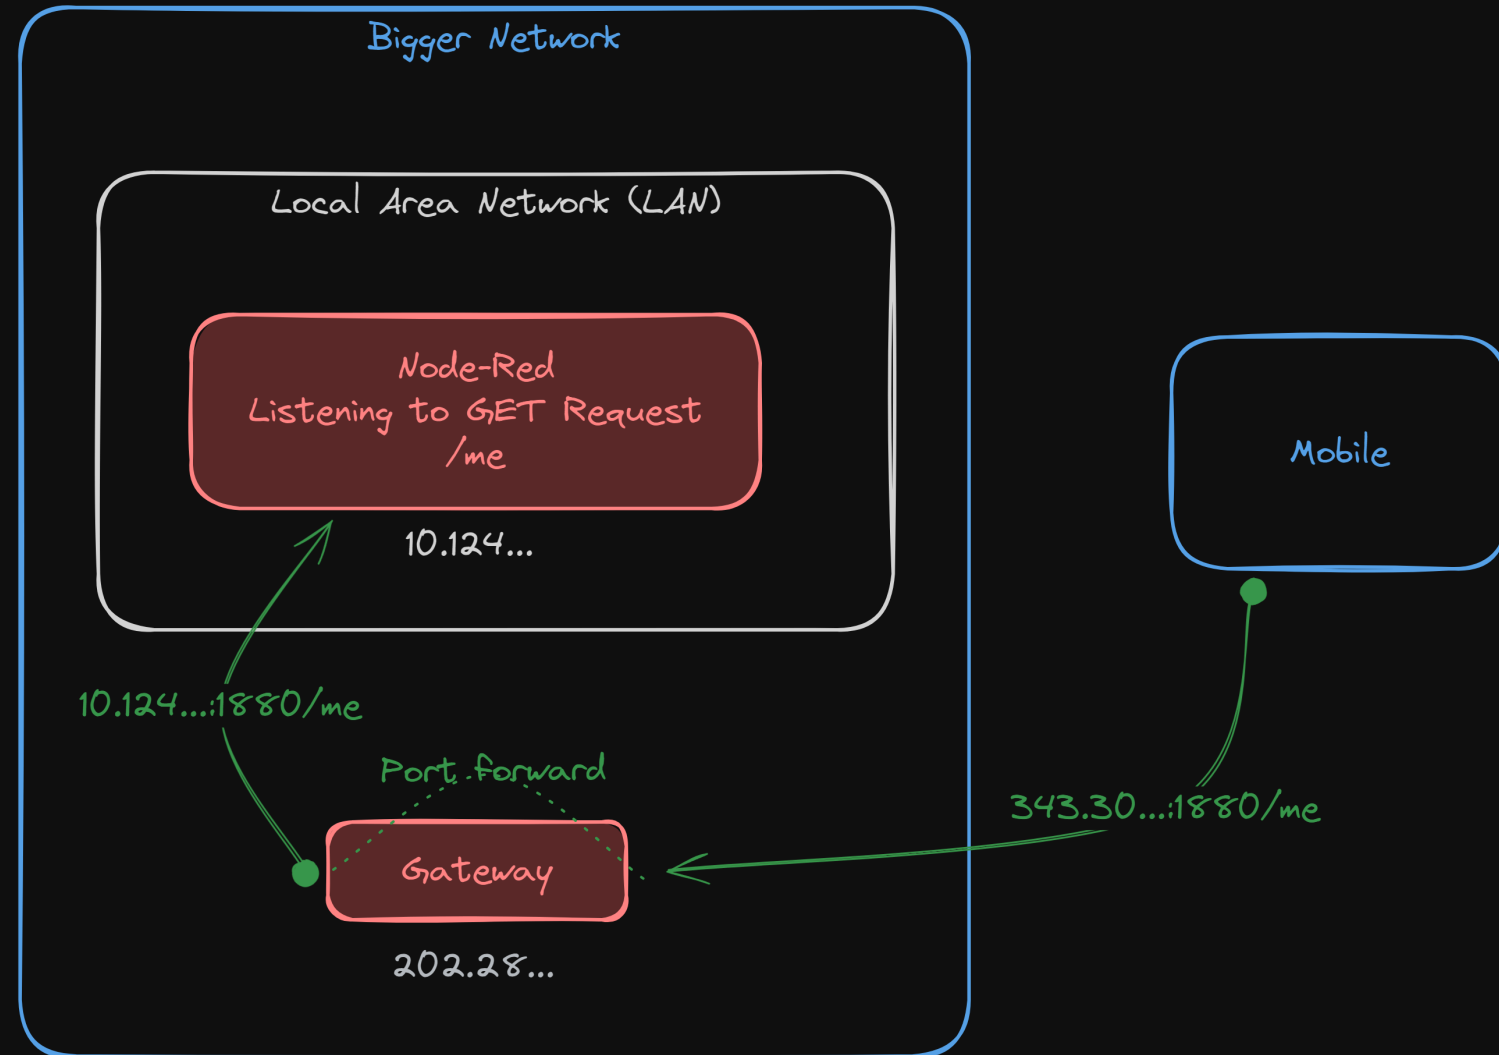 Bigger Network
Local Area Network (LAN)
Node-Red
Listening to GET Request
/me
10.124...
Mobile
10.124...:1880/me
Port forward
343.30...:1880/me
Gateway
202.28...